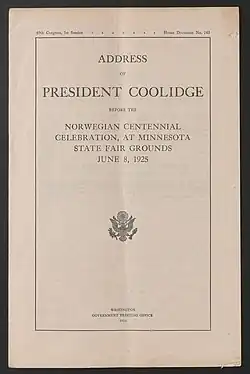 69th Congress, 1st Session - - - - - - - House Document No. 162
ADDRESS
OF
PRESIDENT COOLIDGE
BEFORE THE
NORWEGIAN CENTENNIAL
CELEBRATION, AT MINNESOTA
STATE FAIR GROUNDS
JUNE 8, 1925
WASHINGTON
GOVERNMENT PRINTING OFFICE